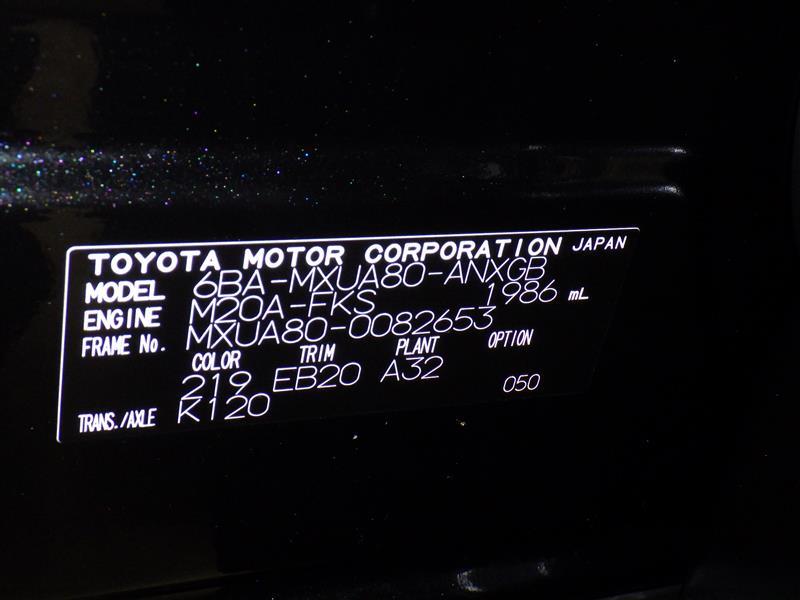 TOYOTA MOTOR CORPORATION JAPAN
MODEL 6BA-MXUA80-ANXGB
ENGINE M20A-FKS 1986 mL
FRAME No. MXUA80-0082653
COLOR TRIM PLANT OPTION
219 EB20 A32 050
TRANS./AXLE K120